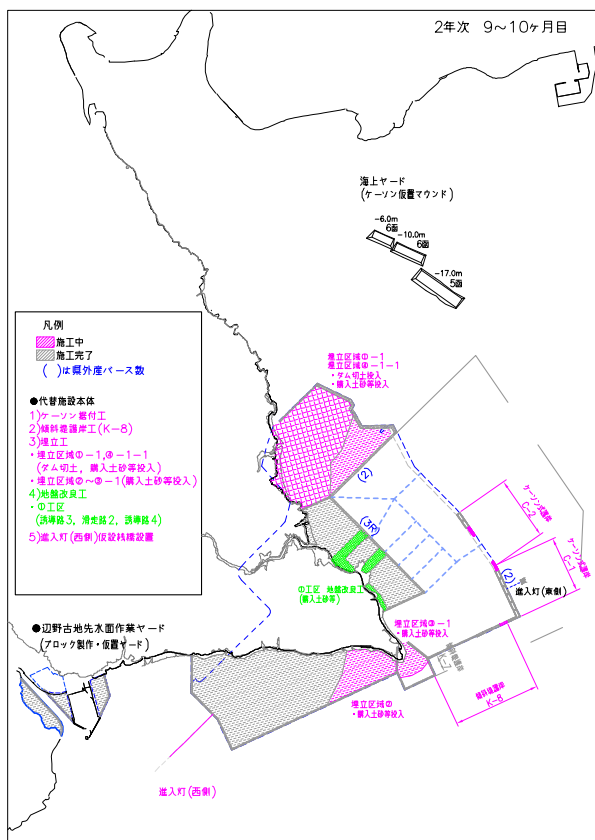 2年次 9～10ヶ月目
海上ヤード
(ケーソン仮置マウンド)
-6.0m
6函
-10.0m
6函
-17.0m
5函
凡例
施工中
施工完了
( )は県外産バース数
●代替施設本体
1)ケーソン据付工
2)傾斜堤護岸工(K-8)
3)埋立工
・埋立区域①-1,④-1-1
(ダム切土，購入土砂等投入)
・埋立区域②～③-1(購入土砂等投入)
4)地盤改良工
・①工区
(誘導路3，滑走路2，誘導路4)
5)進入灯(西側)仮設桟橋設置
埋立区域①-1
埋立区域④-1-1
・ダム切土投入
・購入土砂等投入
(2)
(3R)
ケーソン式護岸
C-2
ケーソン式護岸
C-1
(2)
進入灯(東側)
①工区 地盤改良工
(購入土砂等)
埋立区域③-1
・購入土砂等投入
傾斜堤護岸
K-7
傾斜堤護岸
K-8
●辺野古地先水面作業ヤード
(ブロック製作・仮置ヤード)
埋立区域②
・購入土砂等投入
進入灯(西側)